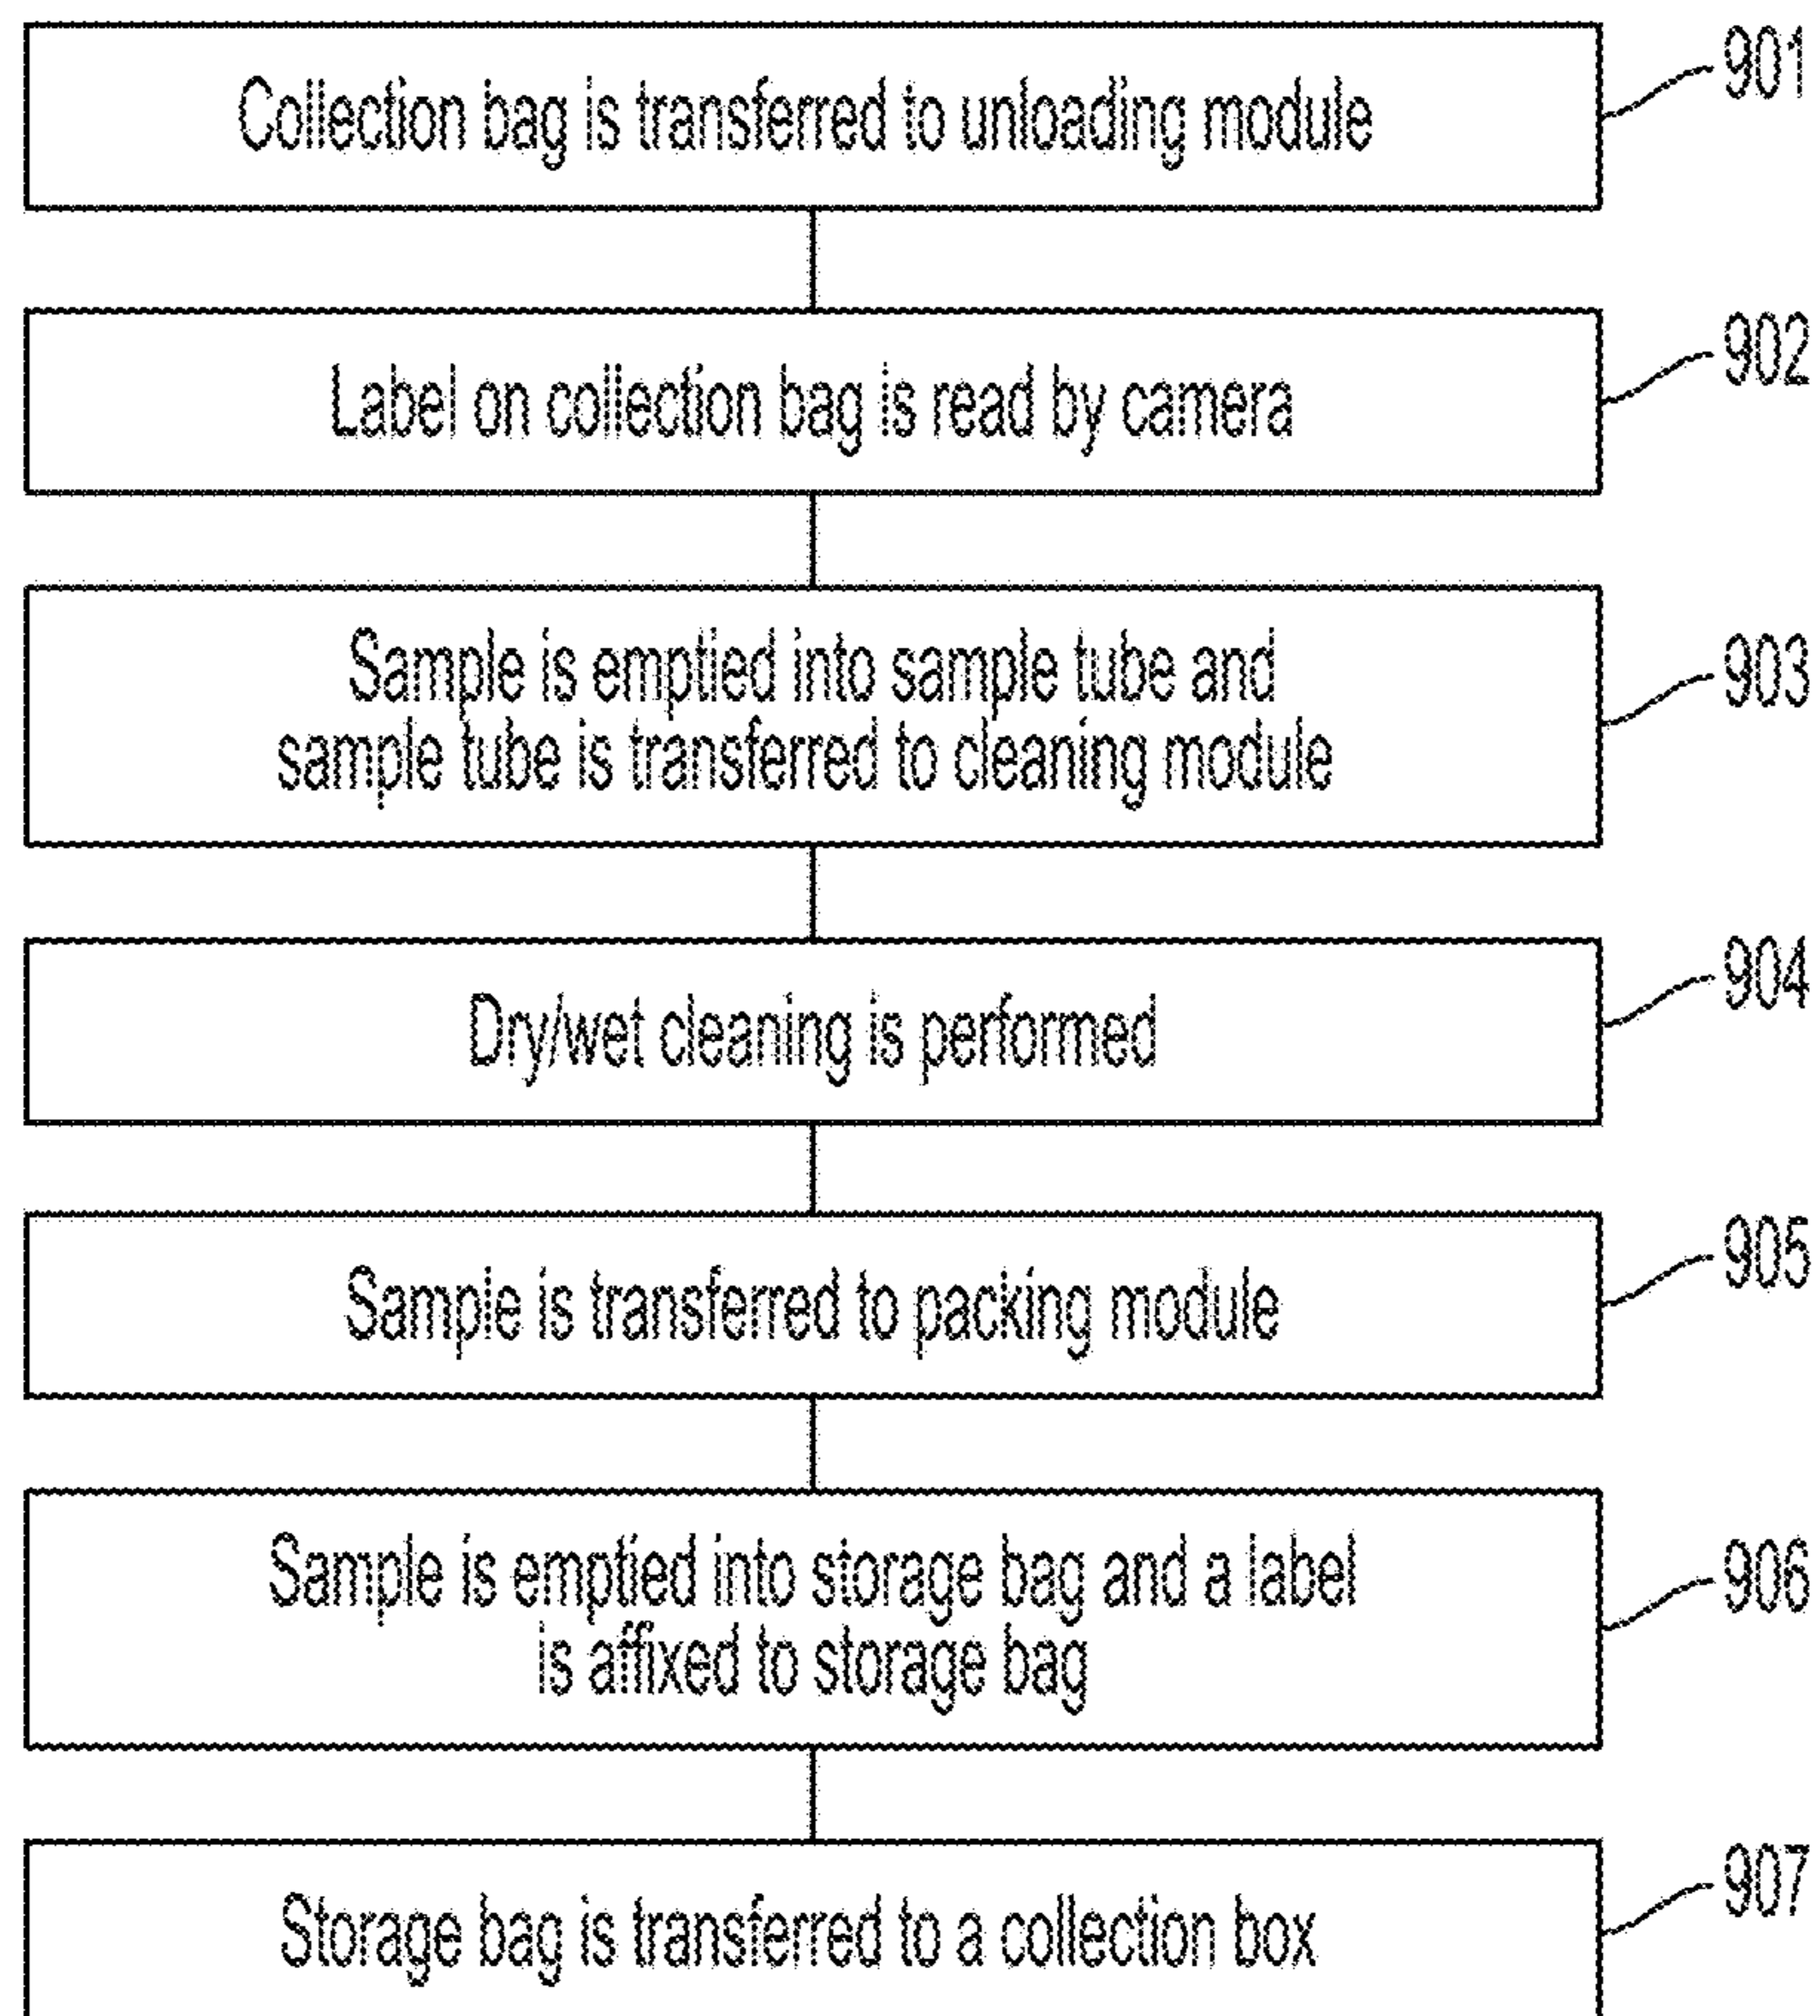 Collection bag is transferred to unloading module
901
Label on collection bag is read by camera
902
Sample is emptied into sample tube and
sample tube is transferred to cleaning module
903
Dry/wet cleaning is performed
904
Sample is transferred to packing module
905
Sample is emptied into storage bag and a label
is affixed to storage bag
906
Storage bag is transferred to a collection box
907